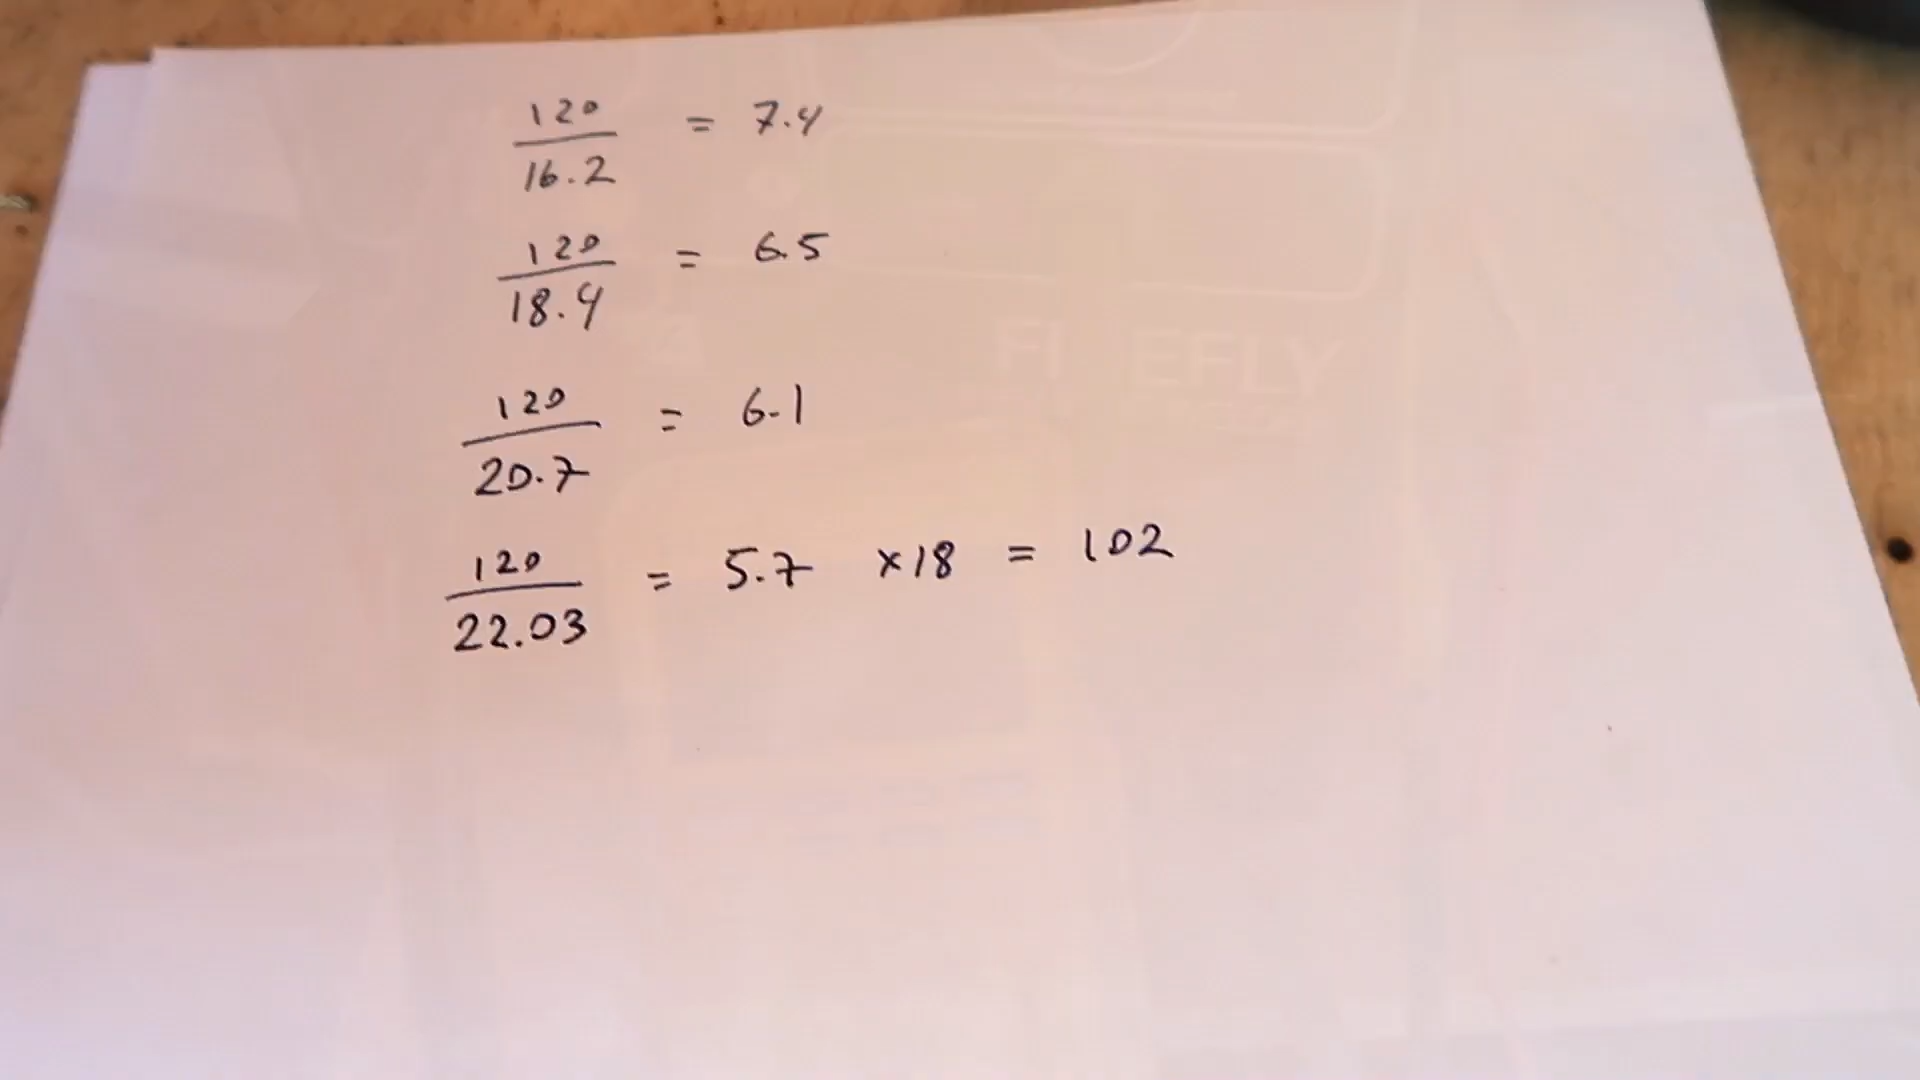 120/16.2 = 7.4
120/18.4 = 6.5
120/20.7 = 6.1
120/22.03 = 5.7 ×18 = 102